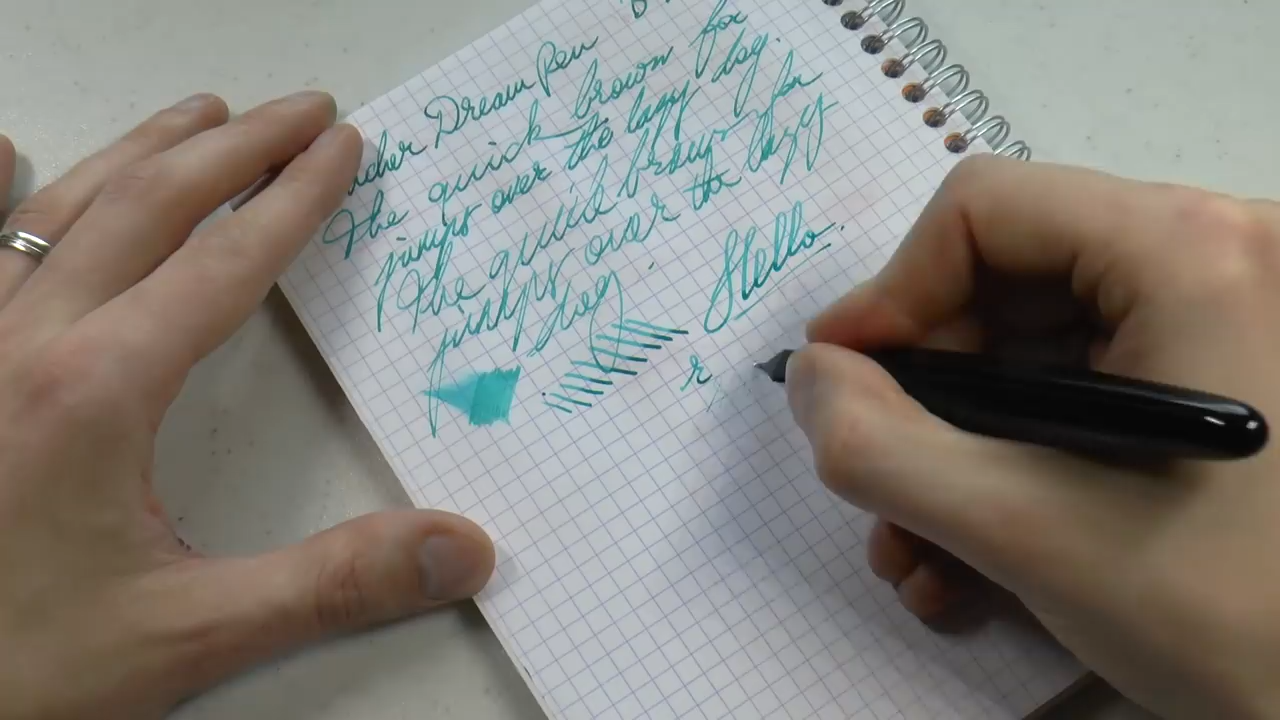 Dream Pen
The quick brown fox
jumps over the lazy dog.
The quick brown fox
jumps over the lazy
dog.
Hello.
r